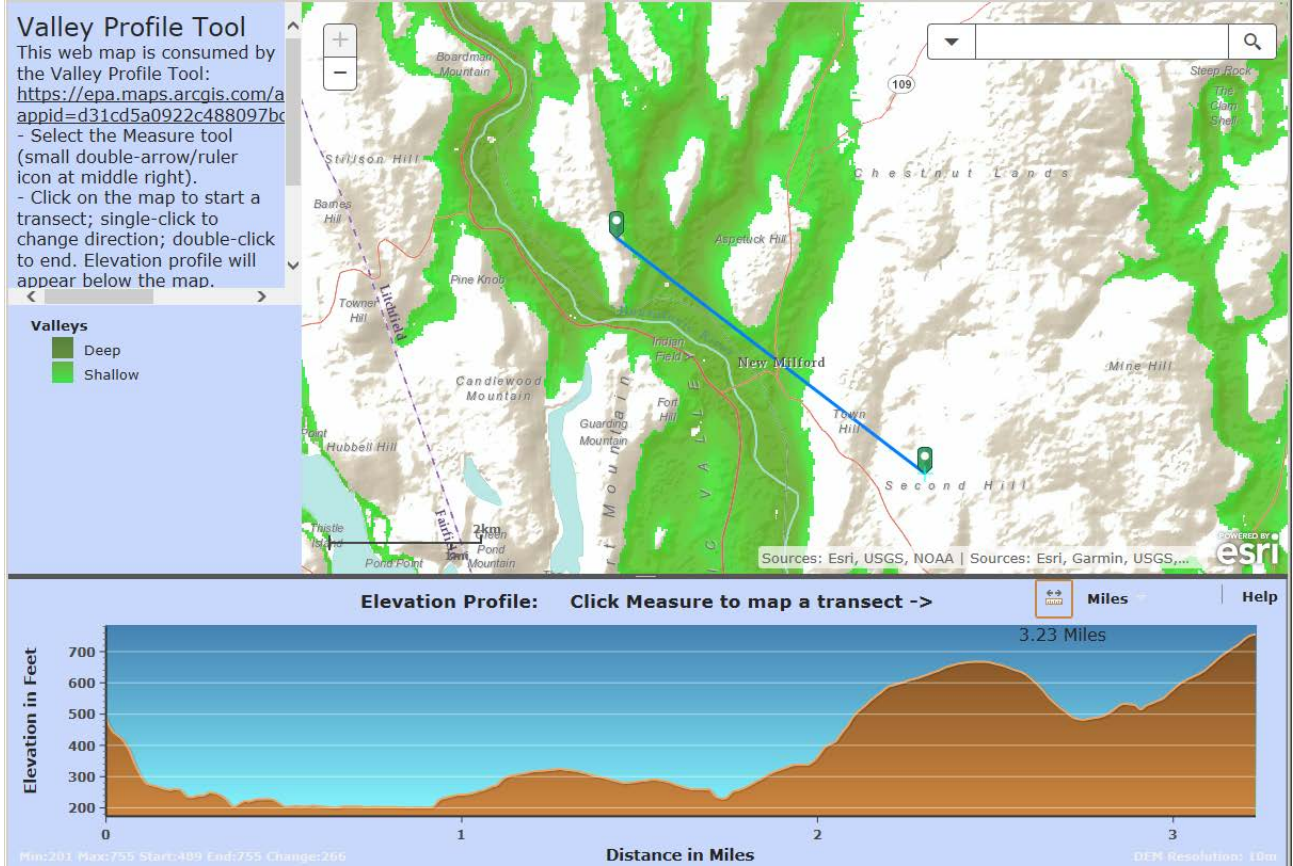 Valley Profile Tool
This web map is consumed by
the Valley Profile Tool:
https://epa.maps.arcgis.com/a
appid=d31cd5a0922c488097bc
- Select the Measure tool
(small double-arrow/ruler
icon at middle right).
- Click on the map to start a
transect; single-click to
change direction; double-click
to end. Elevation profile will
appear below the map.
Valleys
Deep
Shallow
+
−
Boardman
Mountain
109
Steep Rock
The
Clam
Shell
Stilson Hill
Chestnut Lands
Barnes
Hill
Aspetuck Hill
Pine Knob
Towner
Hill
Litchfield
Indian
Field
New Milford
Mine Hill
Candlewood
Mountain
Fort
Hill
Town
Hill
Guarding
Mountain
Point
Hubbell Hill
Second Hill
Fairfield
Thistle
Island
2km
1mi
Green
Pond
Mountain
Pond Point
rt Mountain
IC VALLE
Sources: Esri, USGS, NOAA | Sources: Esri, Garmin, USGS,...
POWERED BY
esri
Elevation Profile: Click Measure to map a transect ->
Miles
Help
3.23 Miles
Elevation in Feet
700
600
500
400
300
200
0 1 2 3
Distance in Miles
Min:201 Max:755 Start:489 End:755 Change:266
DEM Resolution: 10m